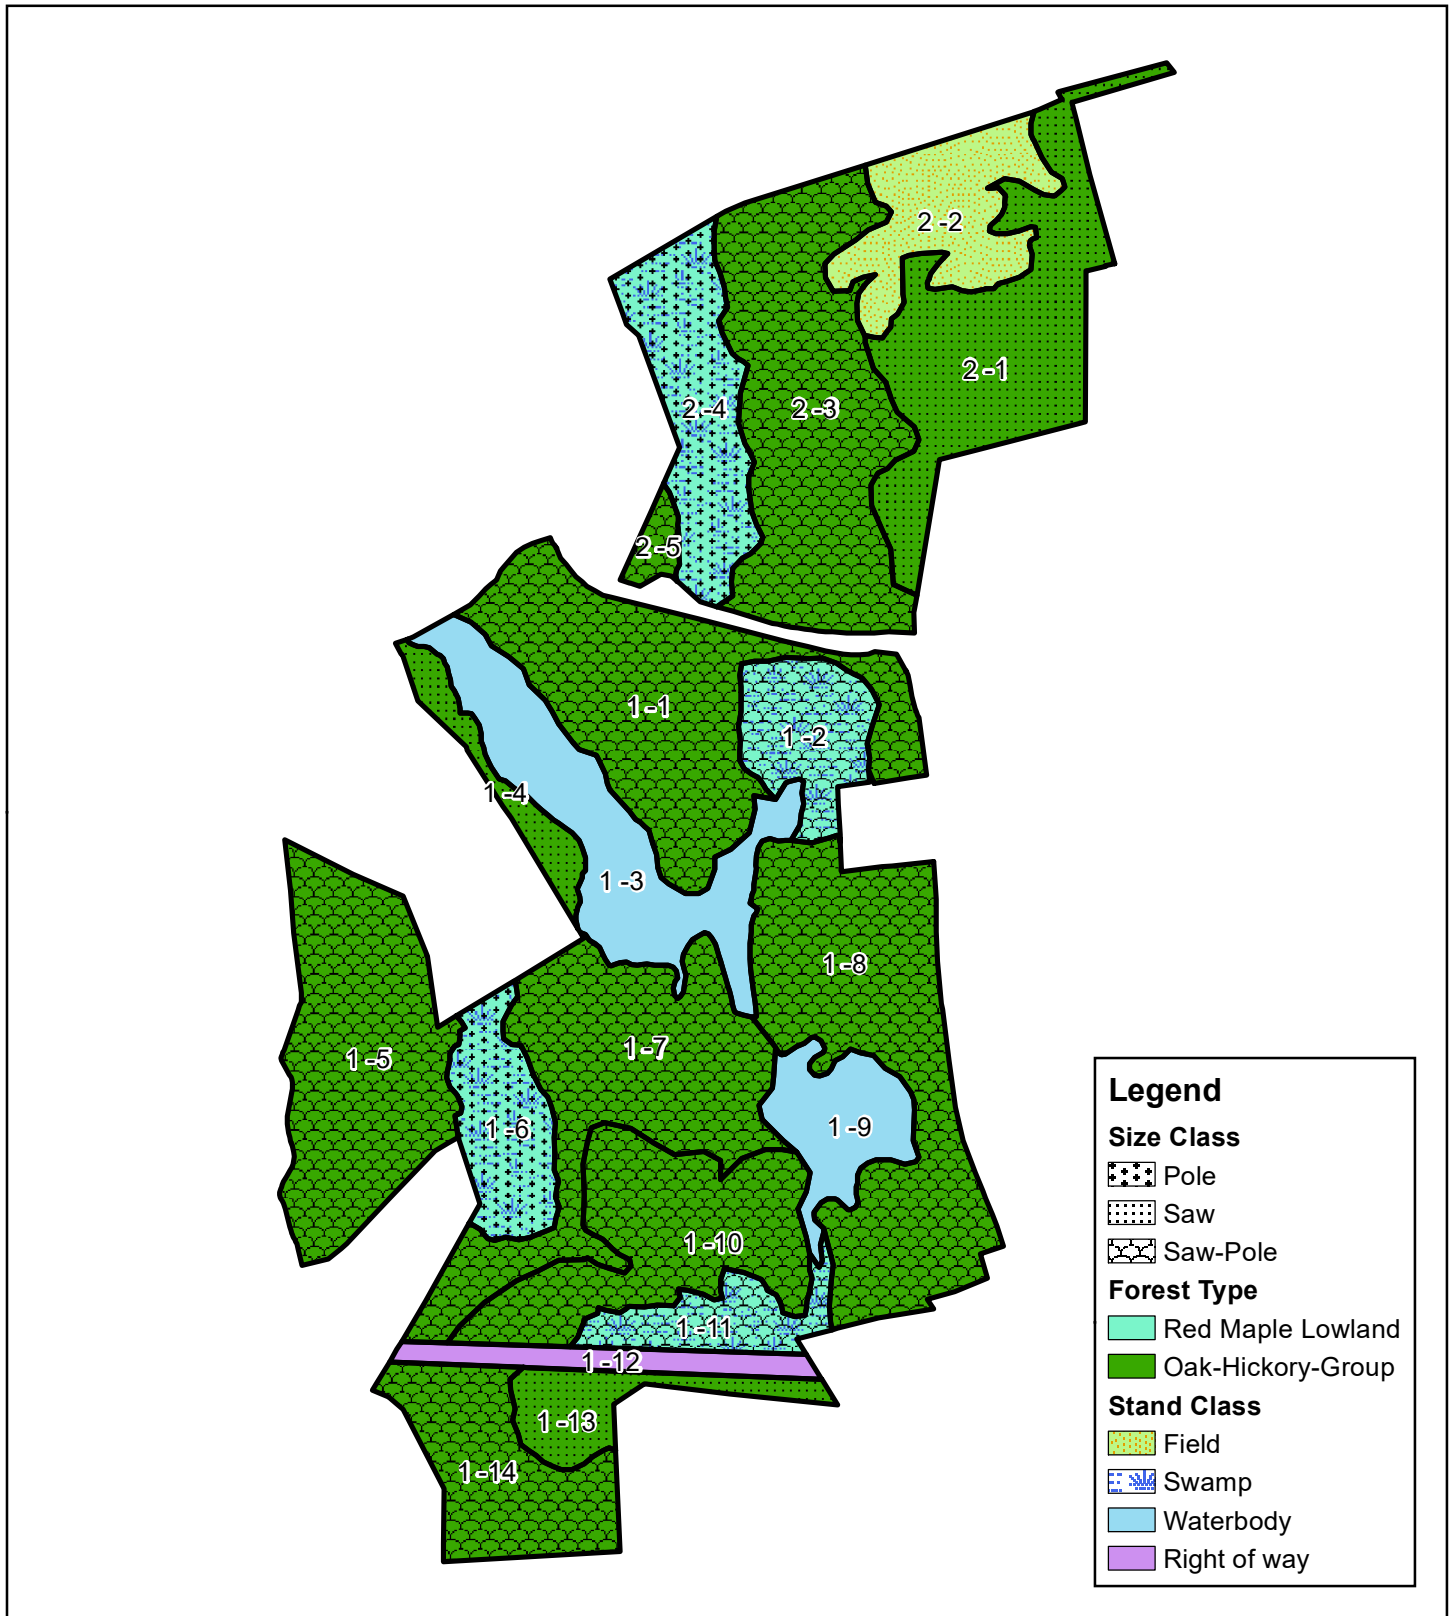 2 -2
2 -1
2 -4
2 -3
2 -5
1 -1
1 -2
1 -4
1 -3
1 -8
1 -7
1 -5
1 -9
1 -6
1 -10
1 -11
1 -12
1 -13
1 -14
Legend
Size Class
Pole
Saw
Saw-Pole
Forest Type
Red Maple Lowland
Oak-Hickory-Group
Stand Class
Field
Swamp
Waterbody
Right of way